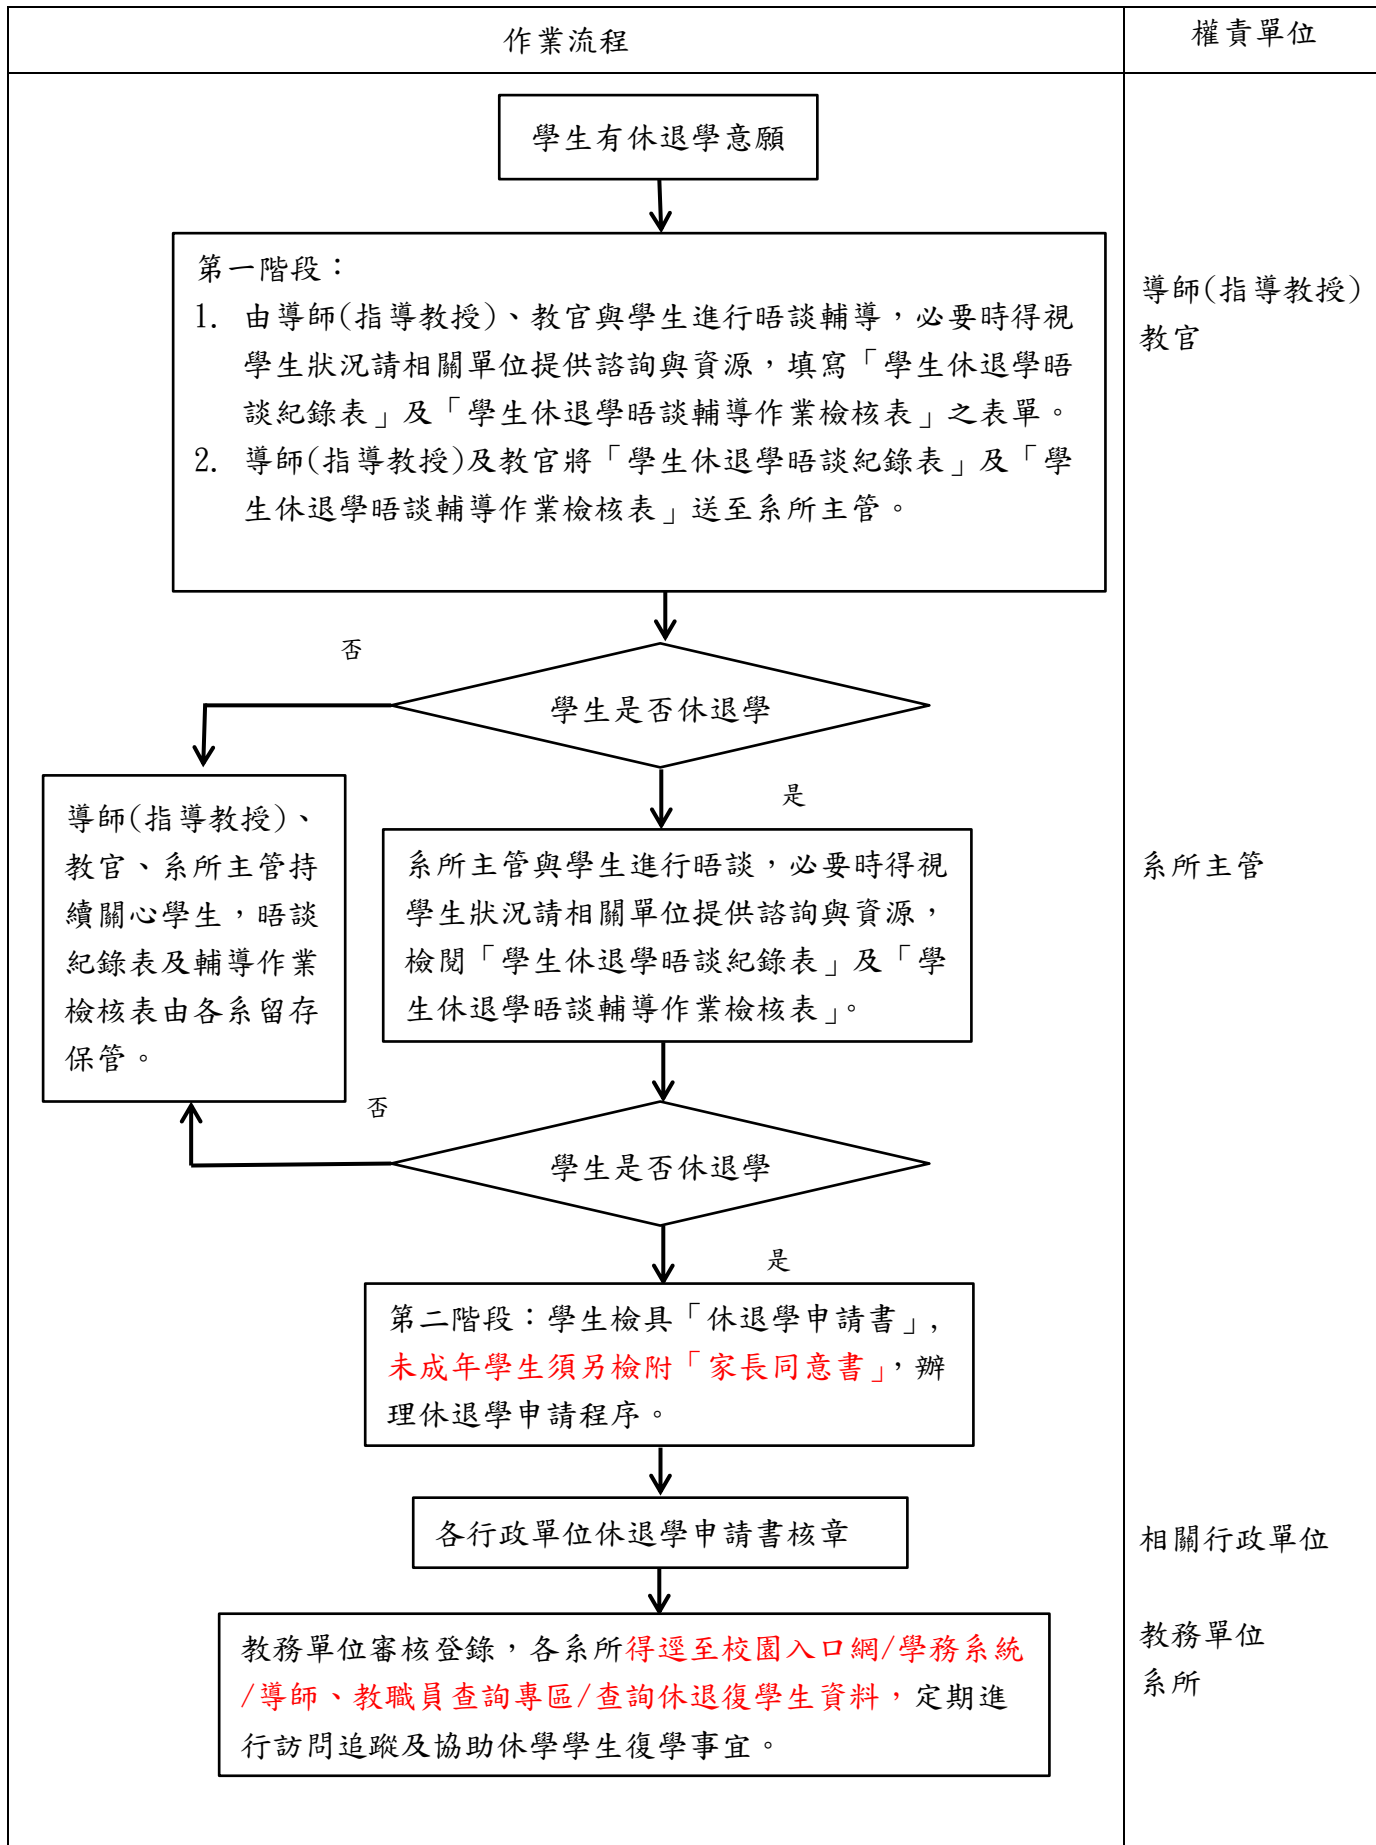 作業流程
權責單位
學生有休退學意願
第一階段：
1. 由導師(指導教授)、教官與學生進行晤談輔導，必要時得視
學生狀況請相關單位提供諮詢與資源，填寫「學生休退學晤
談紀錄表」及「學生休退學晤談輔導作業檢核表」之表單。
2. 導師(指導教授)及教官將「學生休退學晤談紀錄表」及「學
生休退學晤談輔導作業檢核表」送至系所主管。
導師(指導教授)
教官
否
學生是否休退學
是
導師(指導教授)、
教官、系所主管持
續關心學生，晤談
紀錄表及輔導作業
檢核表由各系留存
保管。
系所主管與學生進行晤談，必要時得視
學生狀況請相關單位提供諮詢與資源，
檢閱「學生休退學晤談紀錄表」及「學
生休退學晤談輔導作業檢核表」。
系所主管
否
學生是否休退學
是
第二階段：學生檢具「休退學申請書」,
未成年學生須另檢附「家長同意書」，辦
理休退學申請程序。
各行政單位休退學申請書核章
相關行政單位
教務單位審核登錄，各系所得逕至校園入口網/學務系統
/導師、教職員查詢專區/查詢休退復學生資料，定期進
行訪問追蹤及協助休學學生復學事宜。
教務單位
系所